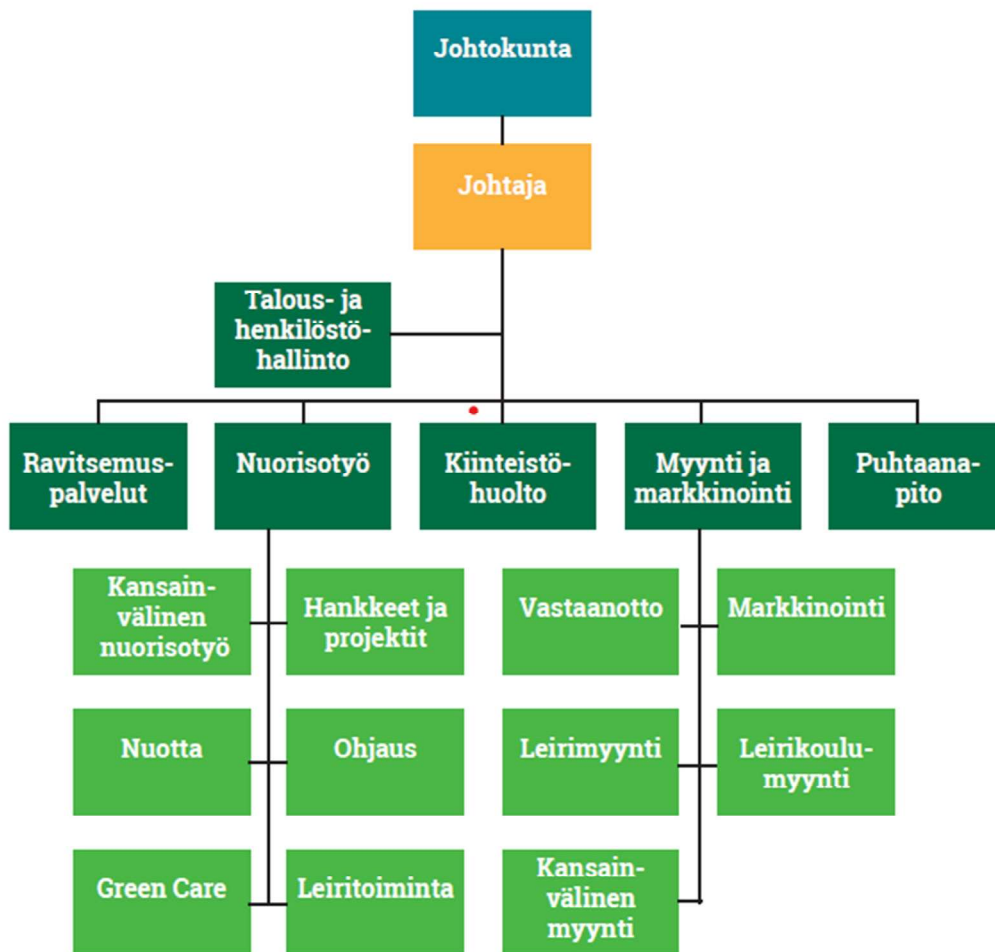 Johtokunta
Johtaja
Talous- ja
henkilöstö-
hallinto
Ravitsemus-
palvelut
Nuorisotyö
Kiinteistö-
huolto
Myynti ja
markkinointi
Puhtaana-
pito
Kansain-
välinen
nuorisotyö
Hankkeet ja
projektit
Vastaanotto
Markkinointi
Nuotta
Ohjaus
Leirimyynti
Leirikoulu-
myynti
Green Care
Leiritoiminta
Kansain-
välinen
myynti